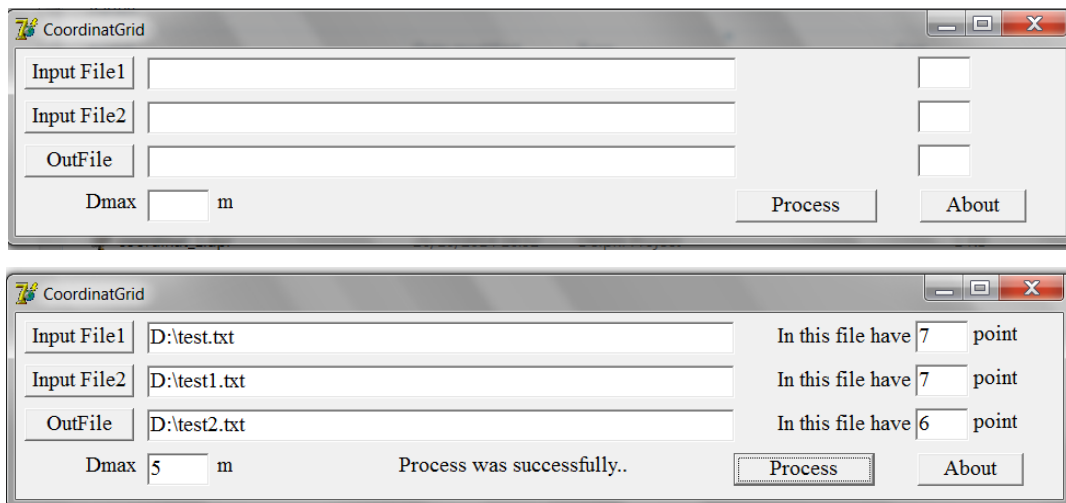 CoordinatGrid
Input File1
Input File2
OutFile
Dmax m Process About
CoordinatGrid
Input File1 D:\test.txt In this file have 7 point
Input File2 D:\test1.txt In this file have 7 point
OutFile D:\test2.txt In this file have 6 point
Dmax 5 m Process was successfully.. Process About